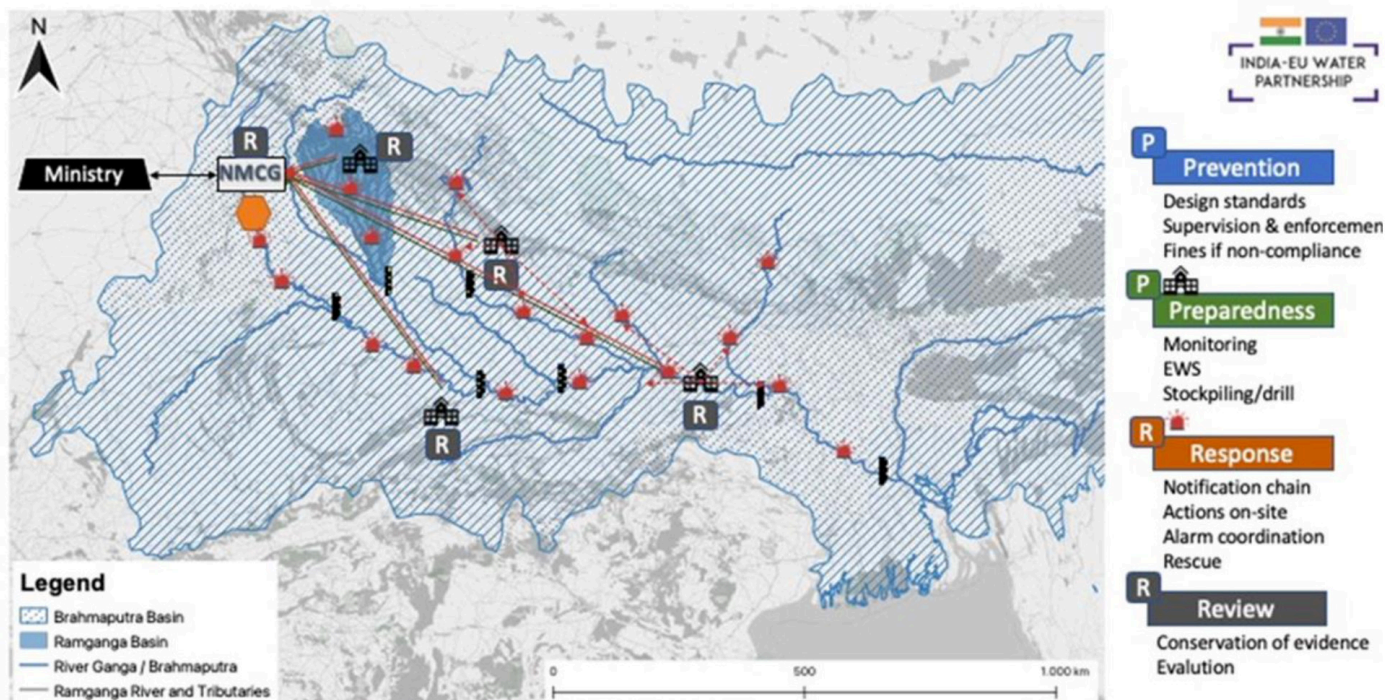 N
INDIA-EU WATER
PARTNERSHIP
R
R
Ministry
NMCG
R
R
R
P
Prevention
Design standards
Supervision & enforcemen
Fines if non-compliance
P
Preparedness
Monitoring
EWS
Stockpiling/drill
R
Response
Notification chain
Actions on-site
Alarm coordination
Rescue
R
Review
Conservation of evidence
Evalution
Legend
Brahmaputra Basin
Ramganga Basin
River Ganga / Brahmaputra
Ramganga River and Tributaries
0 500 1.000 km